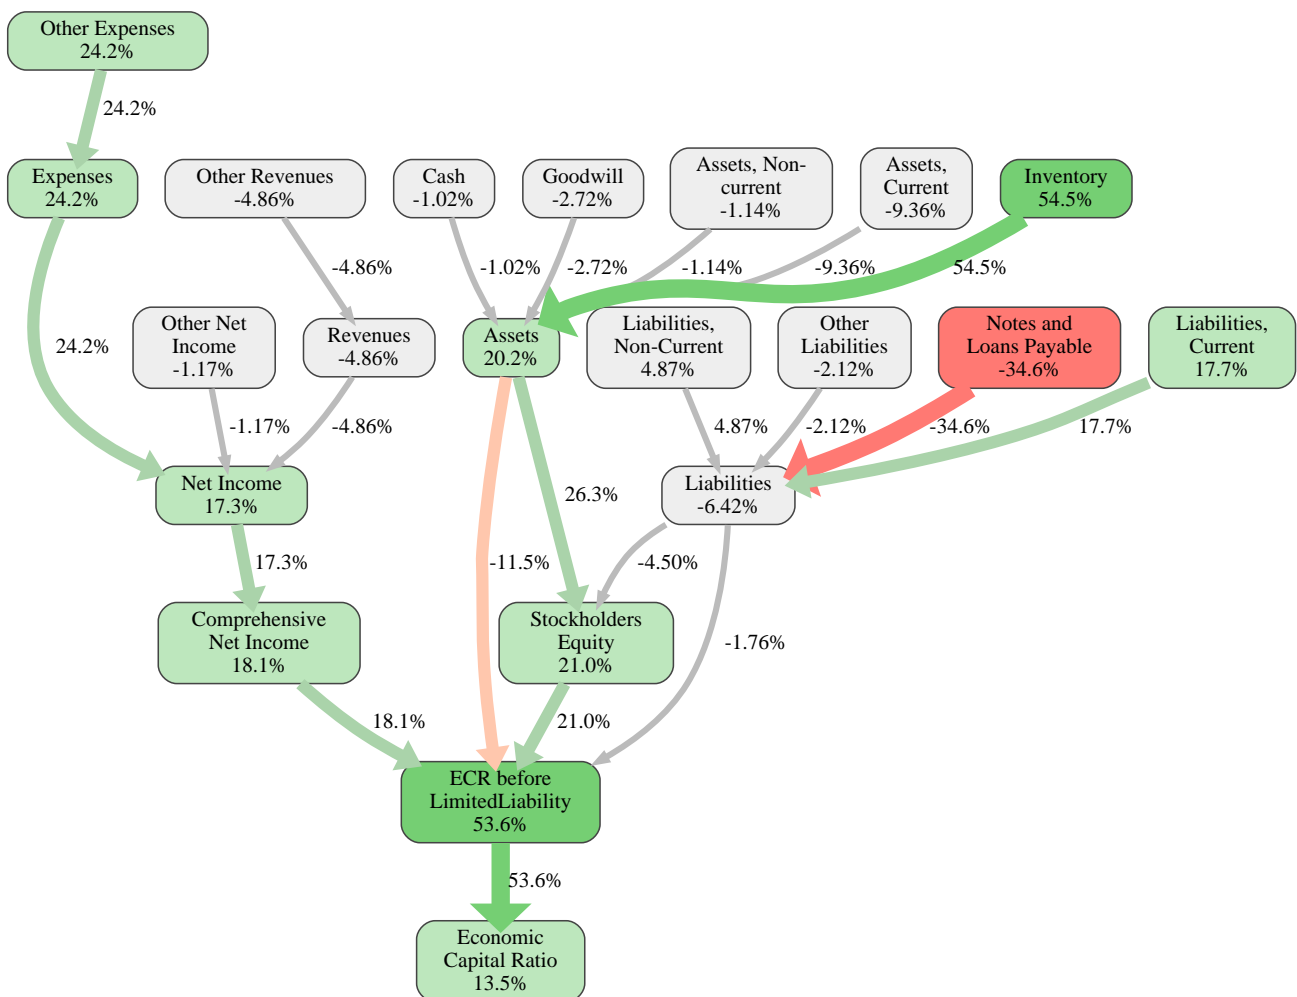 Other Expenses
24.2%
24.2%
Expenses
24.2%
Other Revenues
-4.86%
Cash
-1.02%
Goodwill
-2.72%
Assets, Non-
current
-1.14%
Assets,
Current
-9.36%
Inventory
54.5%
-4.86%
-1.02%
-2.72%
-1.14%
-9.36%
54.5%
Other Net
Income
-1.17%
Revenues
-4.86%
Assets
20.2%
Liabilities,
Non-Current
4.87%
Other
Liabilities
-2.12%
Notes and
Loans Payable
-34.6%
Liabilities,
Current
17.7%
24.2%
-1.17%
-4.86%
4.87%
-2.12%
-34.6%
17.7%
Net Income
17.3%
26.3%
Liabilities
-6.42%
17.3%
-11.5%
-4.50%
Comprehensive
Net Income
18.1%
Stockholders
Equity
21.0%
-1.76%
18.1%
21.0%
ECR before
LimitedLiability
53.6%
53.6%
Economic
Capital Ratio
13.5%